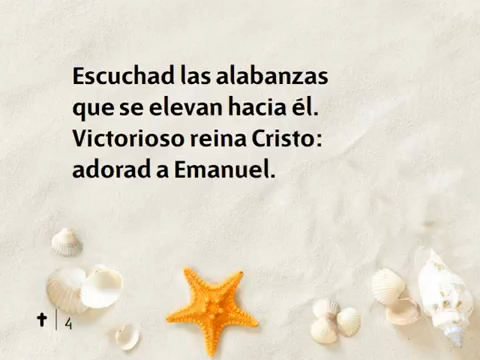 Escuchad las alabanzas
que se elevan hacia él.
Victorioso reina Cristo:
adorad a Emanuel.
4